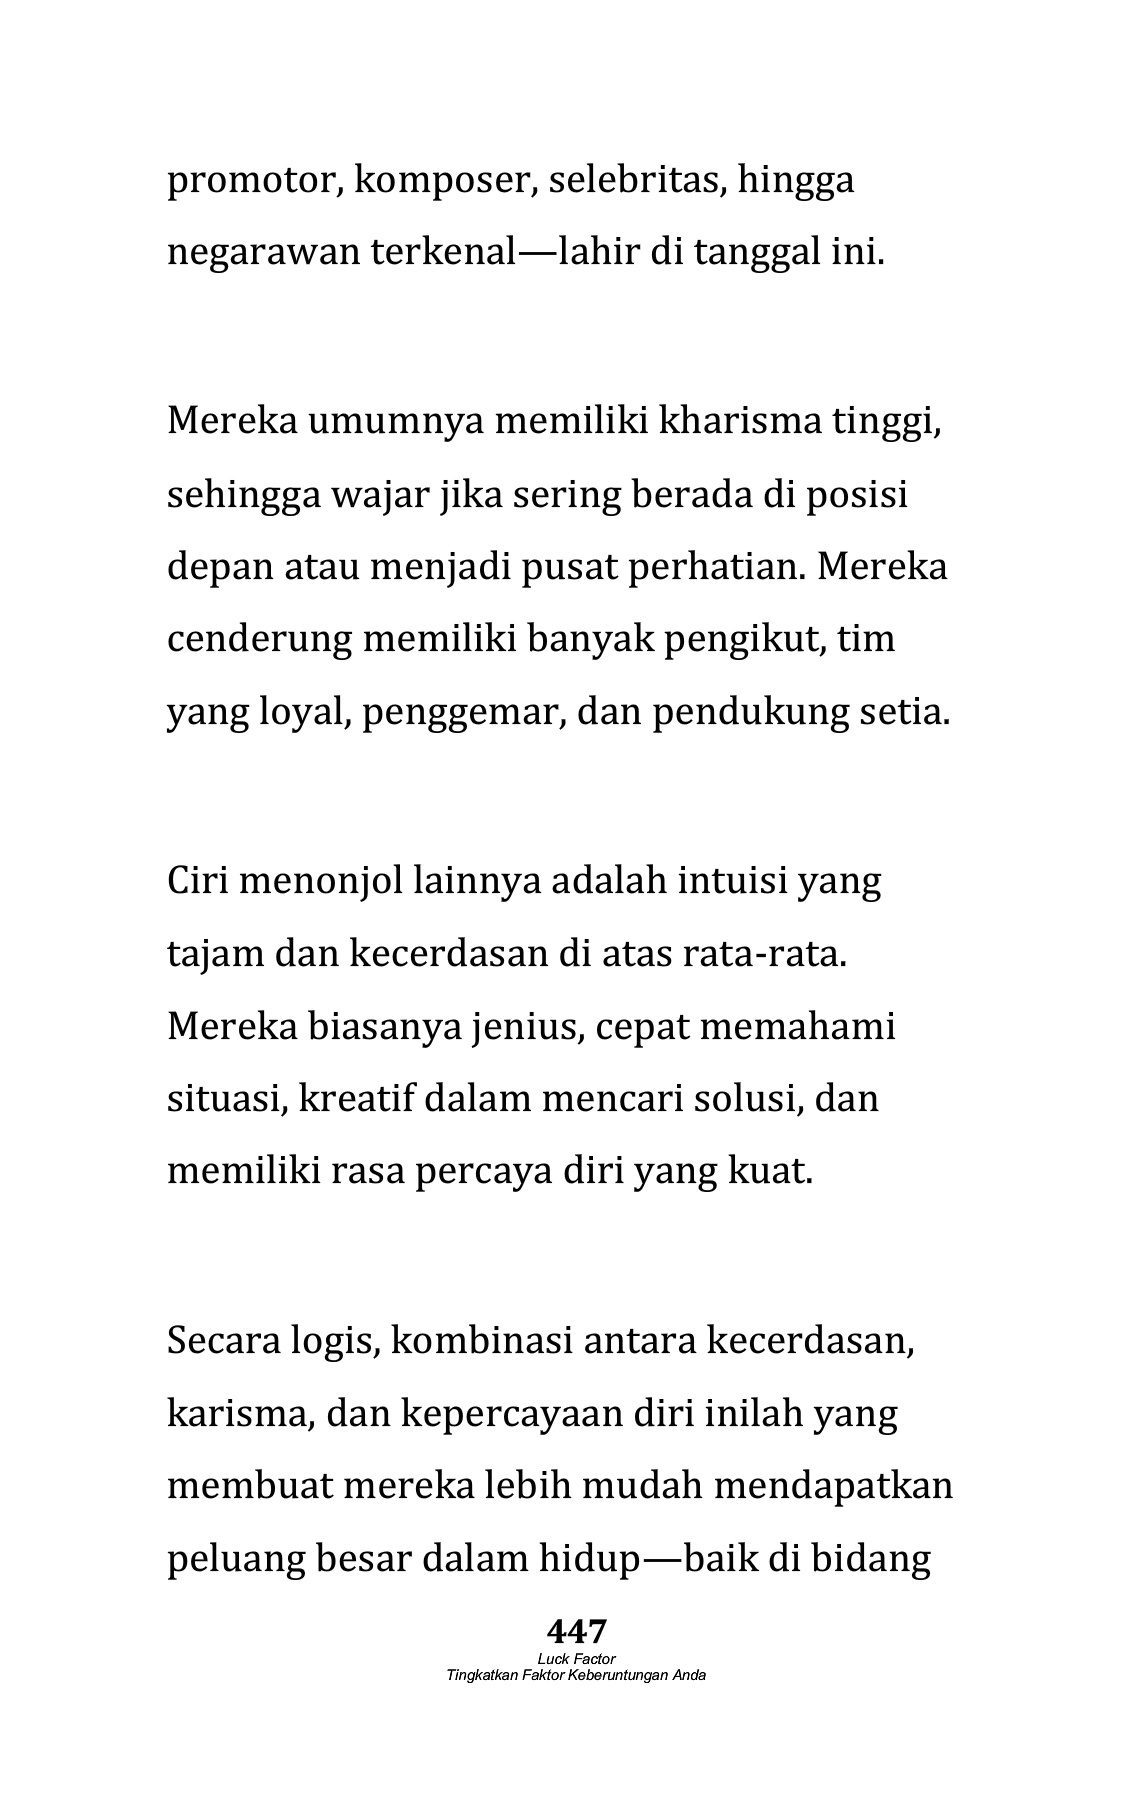 promotor, komposer, selebritas, hingga
negarawan terkenal—lahir di tanggal ini.
Mereka umumnya memiliki kharisma tinggi,
sehingga wajar jika sering berada di posisi
depan atau menjadi pusat perhatian. Mereka
cenderung memiliki banyak pengikut, tim
yang loyal, penggemar, dan pendukung setia.
Ciri menonjol lainnya adalah intuisi yang
tajam dan kecerdasan di atas rata-rata.
Mereka biasanya jenius, cepat memahami
situasi, kreatif dalam mencari solusi, dan
memiliki rasa percaya diri yang kuat.
Secara logis, kombinasi antara kecerdasan,
karisma, dan kepercayaan diri inilah yang
membuat mereka lebih mudah mendapatkan
peluang besar dalam hidup—baik di bidang
447
Luck Factor
Tingkatkan Faktor Keberuntungan Anda